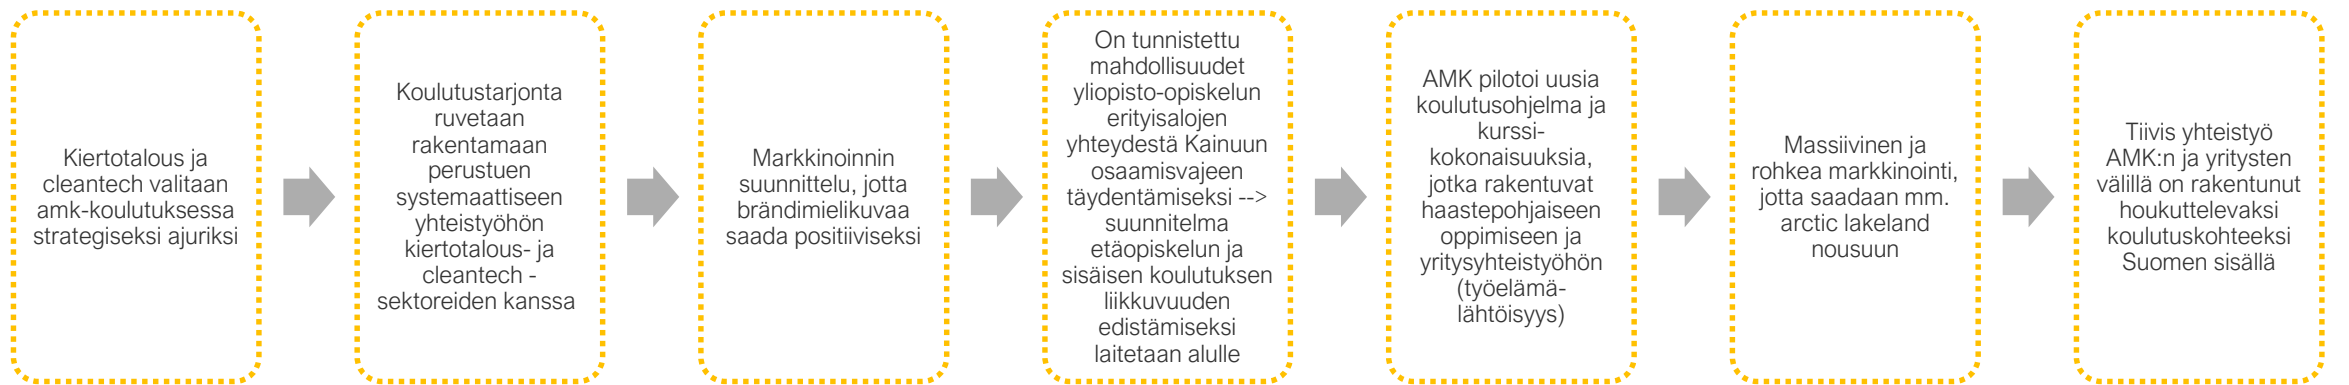 Kiertotalous ja
cleantech valitaan
amk-koulutuksessa
strategiseksi ajuriksi
Koulutustarjonta
ruvetaan
rakentamaan
perustuen
systemaattiseen
yhteistyöhön
kiertotalous- ja
cleantech -
sektoreiden kanssa
Markkinoinnin
suunnittelu, jotta
brändimielikuvaa
saada positiiviseksi
On tunnistettu
mahdollisuudet
yliopisto-opiskelun
erityisalojen
yhteydestä Kainuun
osaamisvajeen
täydentämiseksi -->
suunnitelma
etäopiskelun ja
sisäisen koulutuksen
liikkuvuuden
edistämiseksi
laitetaan alulle
AMK pilotoi uusia
koulutusohjelma ja
kurssi-
kokonaisuuksia,
jotka rakentuvat
haastepohjaiseen
oppimiseen ja
yritysyhteistyöhön
(työelämä-
lähtöisyys)
Massiivinen ja
rohkea markkinointi,
jotta saadaan mm.
arctic lakeland
nousuun
Tiivis yhteistyö
AMK:n ja yritysten
välillä on rakentunut
houkuttelevaksi
koulutuskohteeksi
Suomen sisällä